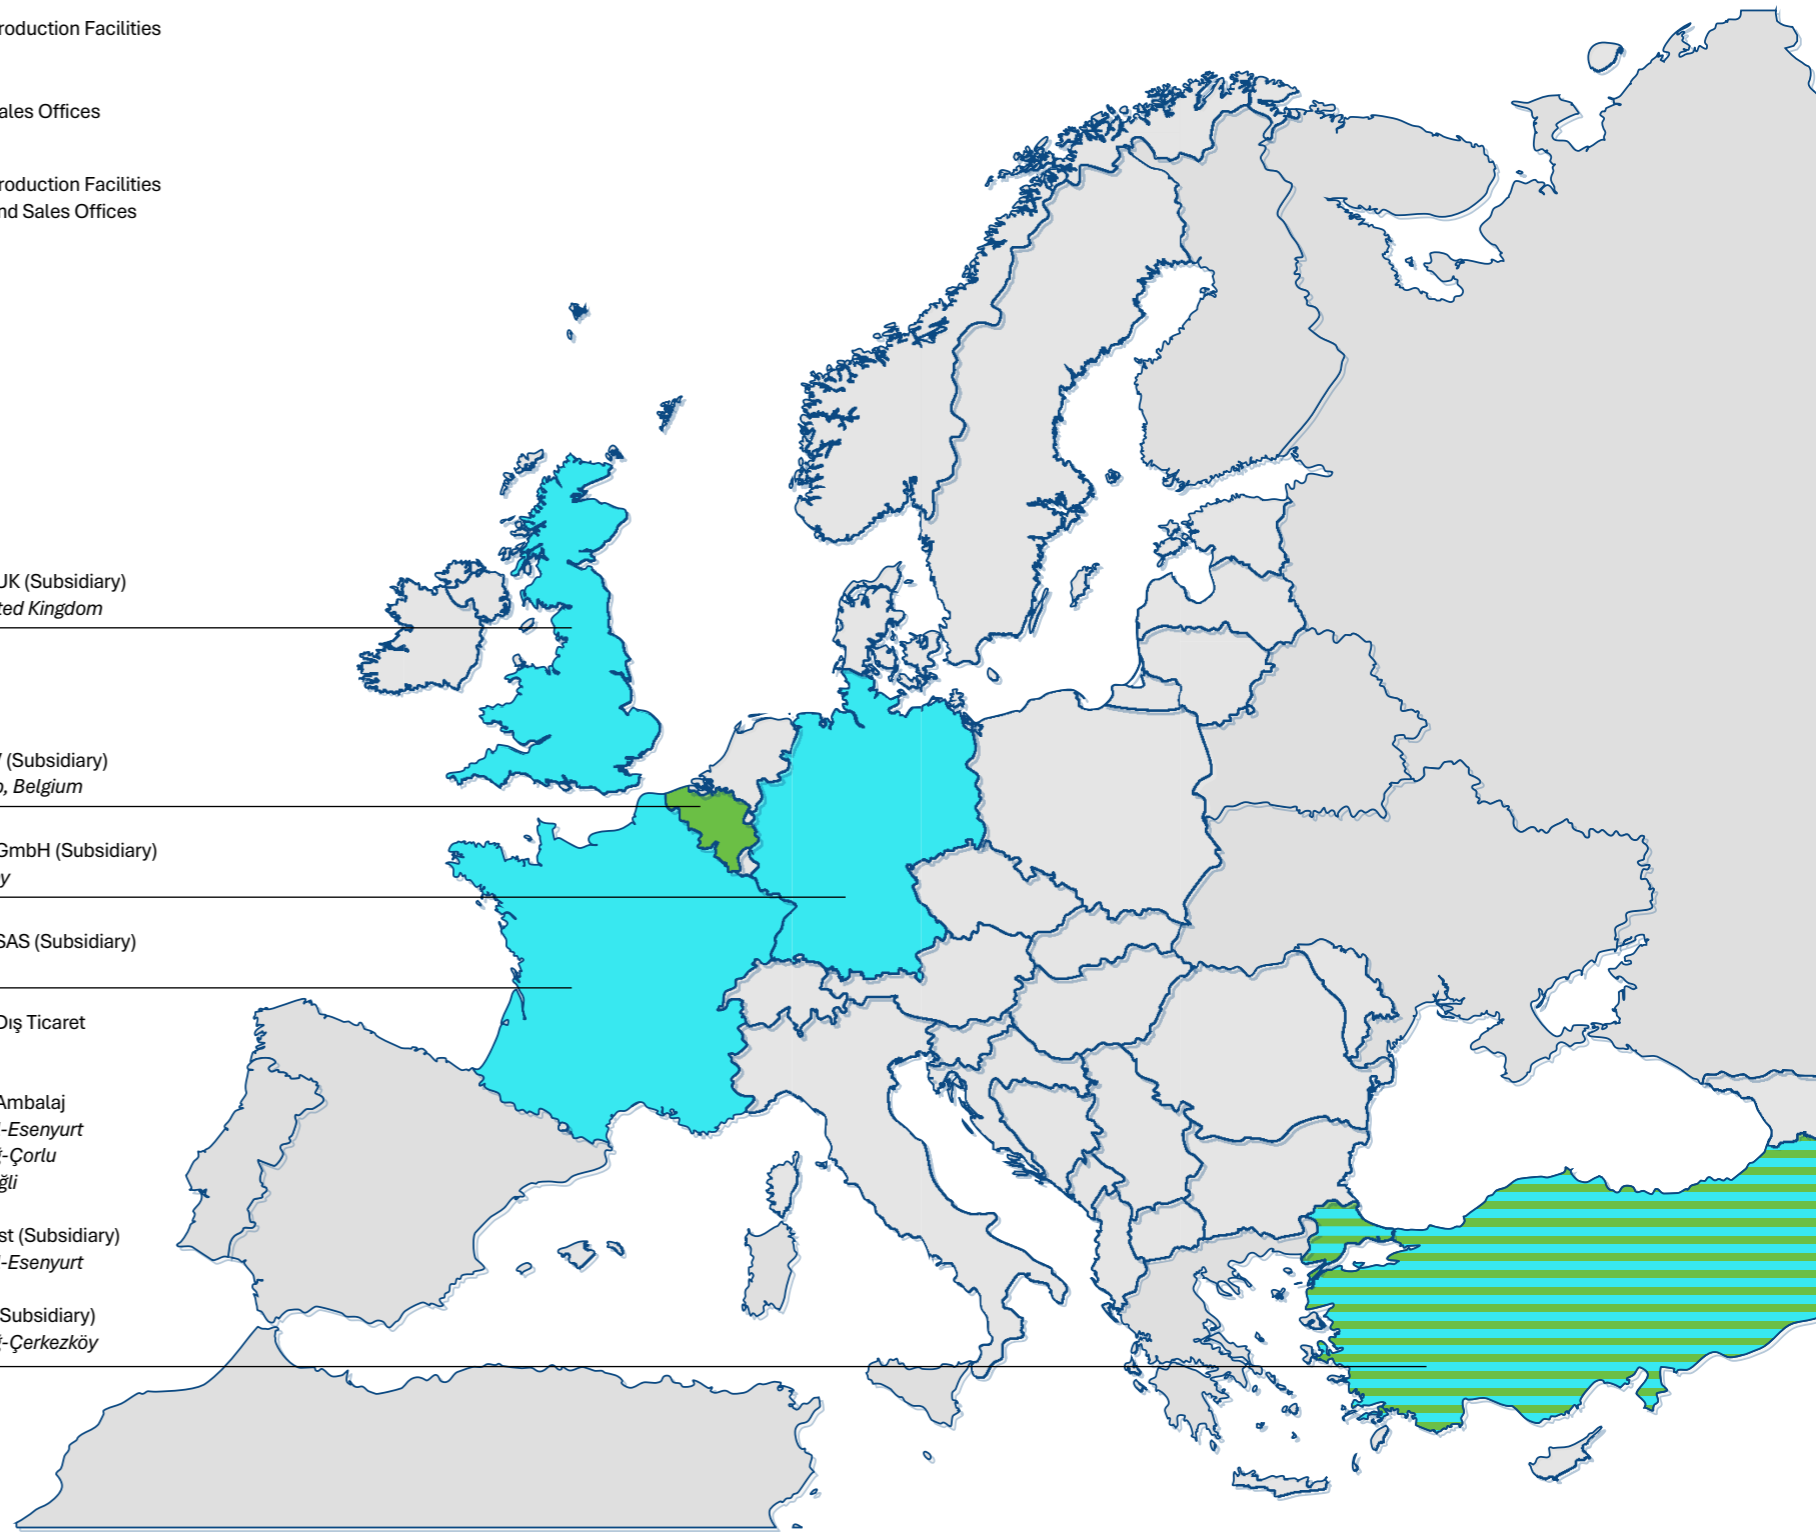 roduction Facilities
ales Offices
roduction Facilities
nd Sales Offices
UK (Subsidiary)
ted Kingdom
(Subsidiary)
, Belgium
GmbH (Subsidiary)
y
SAS (Subsidiary)
Dış Ticaret
Ambalaj
-Esenyurt
ğ-Çorlu
ğli
st (Subsidiary)
-Esenyurt
Subsidiary)
ğ-Çerkezköy